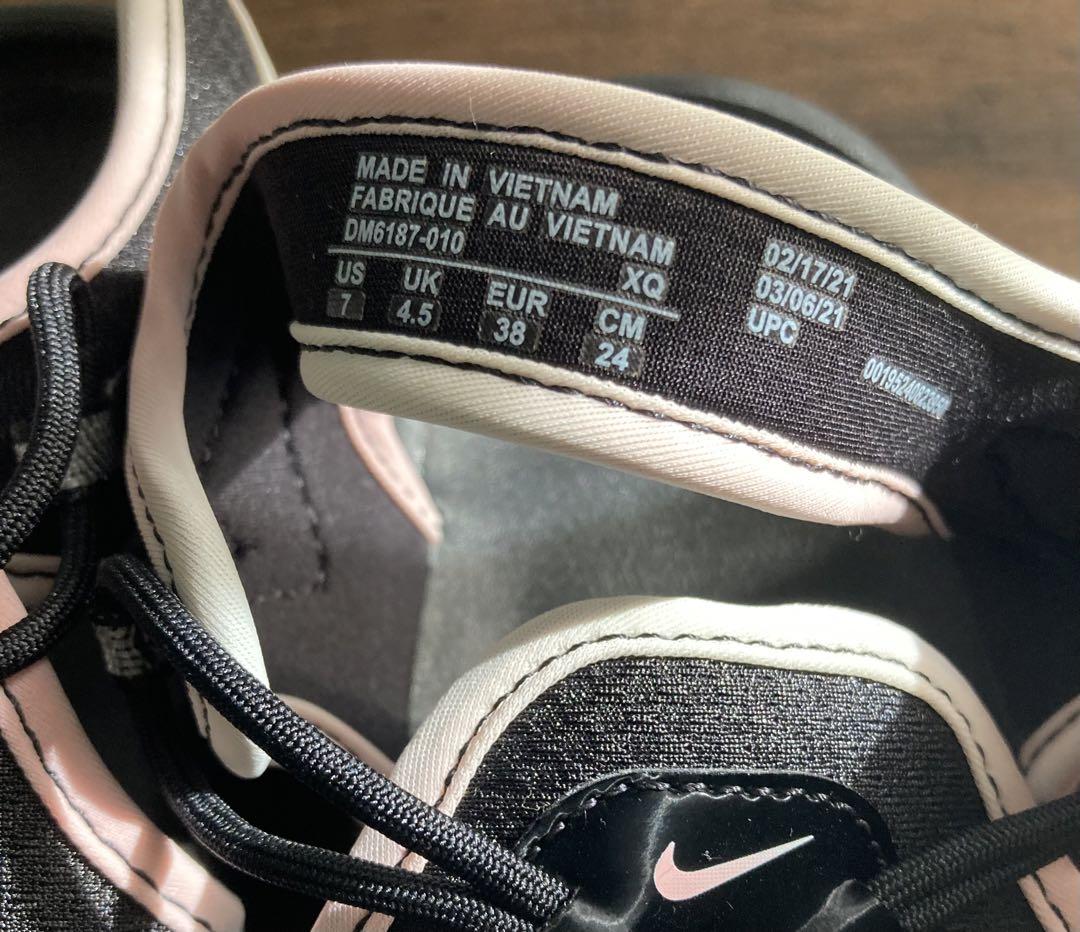 MADE IN VIETNAM
FABRIQUE AU VIETNAM
DM6187-010 XQ
US UK EUR CM
7 4.5 38 24
02/17/21
03/06/21
UPC